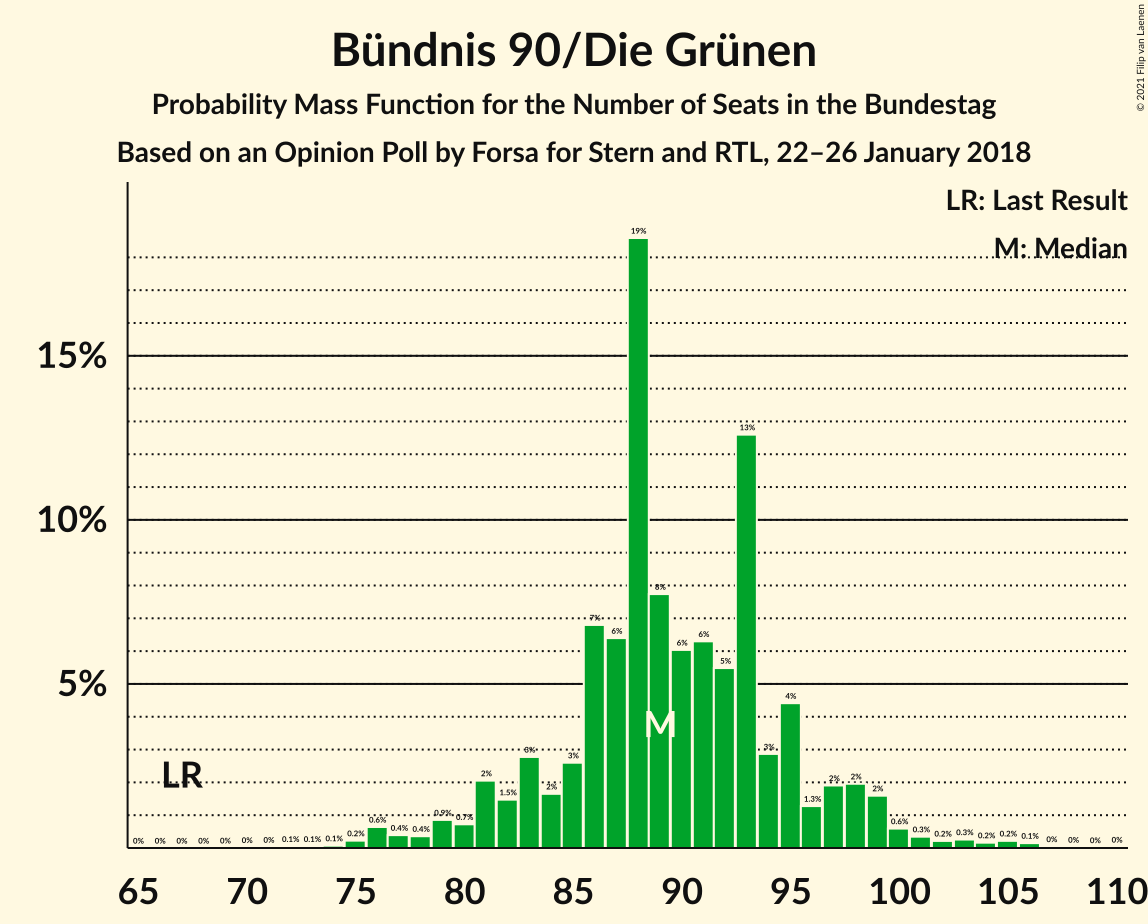 Bündnis 90/Die Grünen
Probability Mass Function for the Number of Seats in the Bundestag
Based on an Opinion Poll by Forsa for Stern and RTL, 22–26 January 2018
© 2021 Filip van Laenen
LR: Last Result
M: Median
15%
10%
5%
0% 0% 0% 0% 0% 0% 0% 0.1% 0.1% 0.1% 0.2% 0.6% 0.4% 0.4% 0.9% 0.7% 2% 1.5% 3% 2% 3% 7% 6% 19% 8% 6% 6% 5% 13% 3% 4% 1.3% 2% 2% 2% 0.6% 0.3% 0.2% 0.3% 0.2% 0.2% 0.1% 0% 0% 0% 0%
M
LR
65 70 75 80 85 90 95 100 105 110